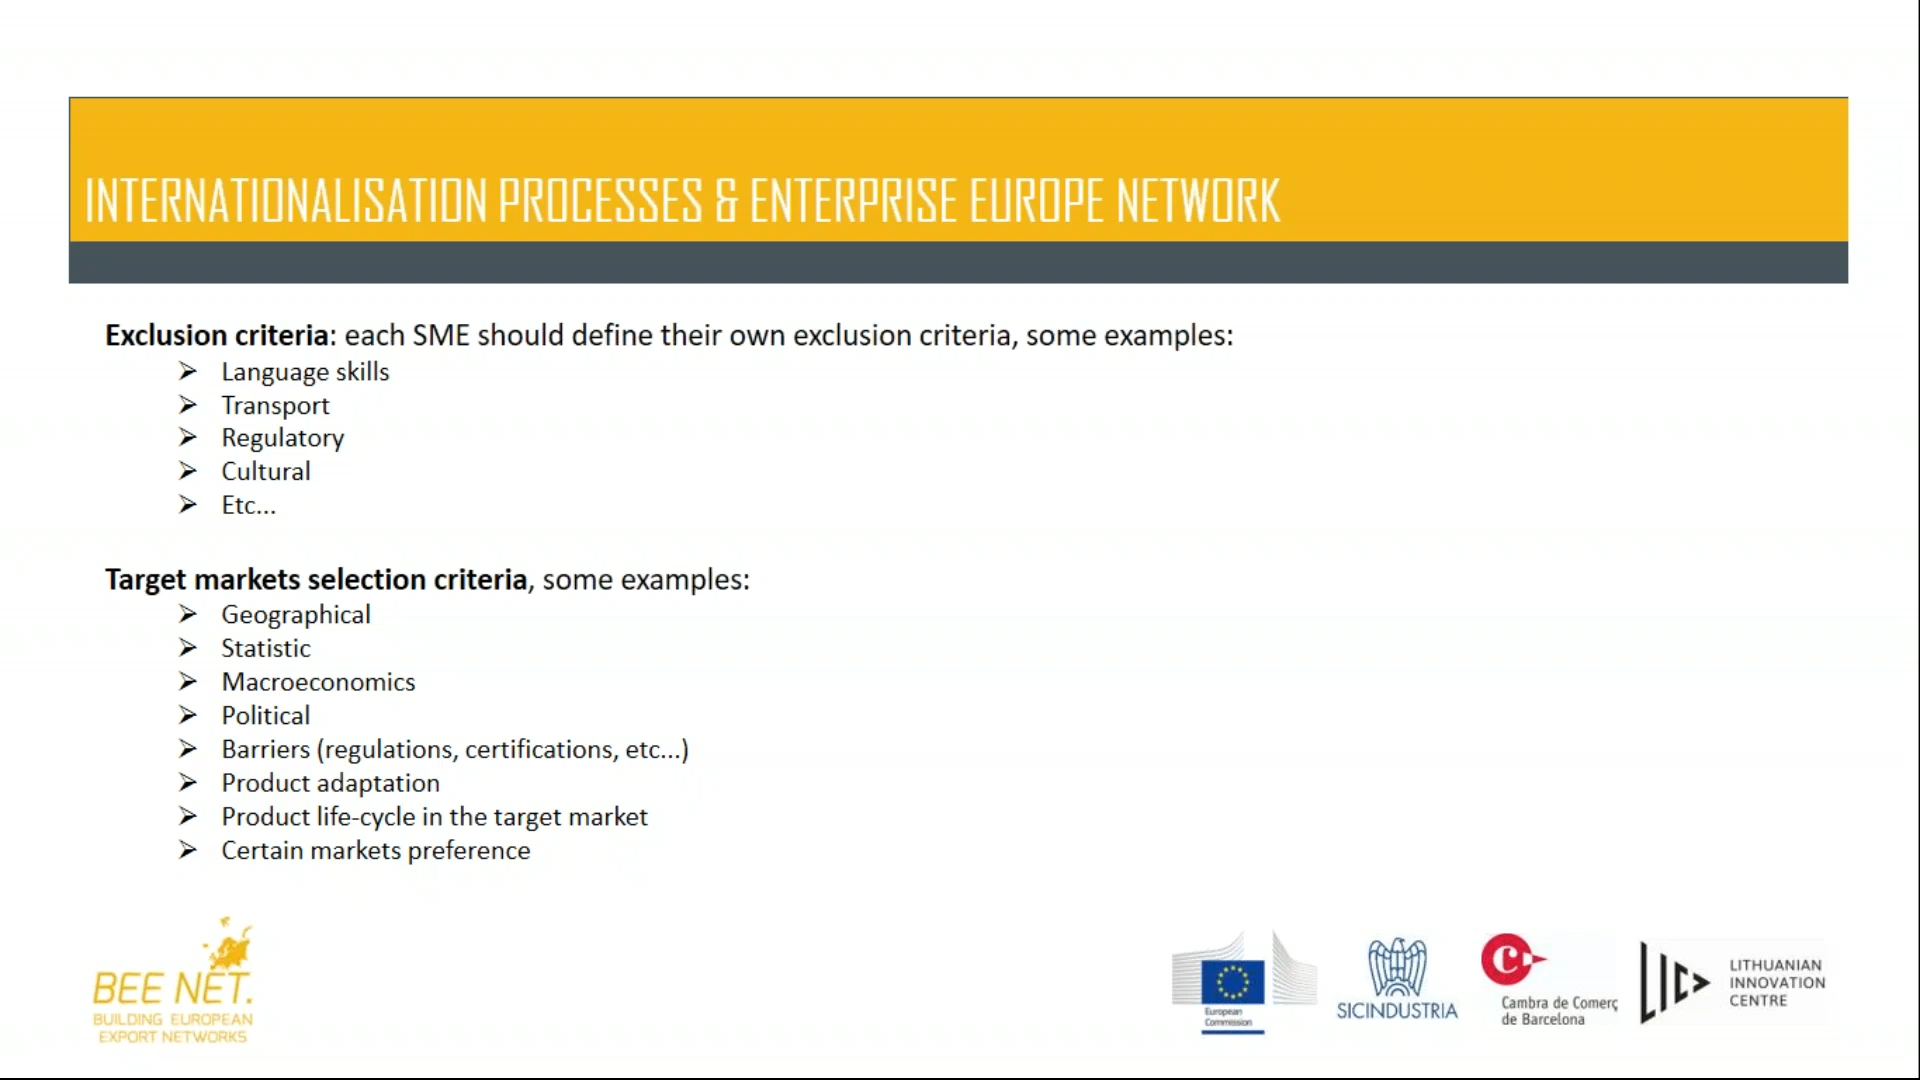 INTERNATIONALISATION PROCESSES & ENTERPRISE EUROPE NETWORK
Exclusion criteria: each SME should define their own exclusion criteria, some examples:
➢ Language skills
➢ Transport
➢ Regulatory
➢ Cultural
➢ Etc...
Target markets selection criteria, some examples:
➢ Geographical
➢ Statistic
➢ Macroeconomics
➢ Political
➢ Barriers (regulations, certifications, etc...)
➢ Product adaptation
➢ Product life-cycle in the target market
➢ Certain markets preference
BEE NET.
BUILDING EUROPEAN
EXPORT NETWORKS
European
Commission
SICINDUSTRIA
C
Cambra de Comerç
de Barcelona
LIC
LITHUANIAN
INNOVATION
CENTRE